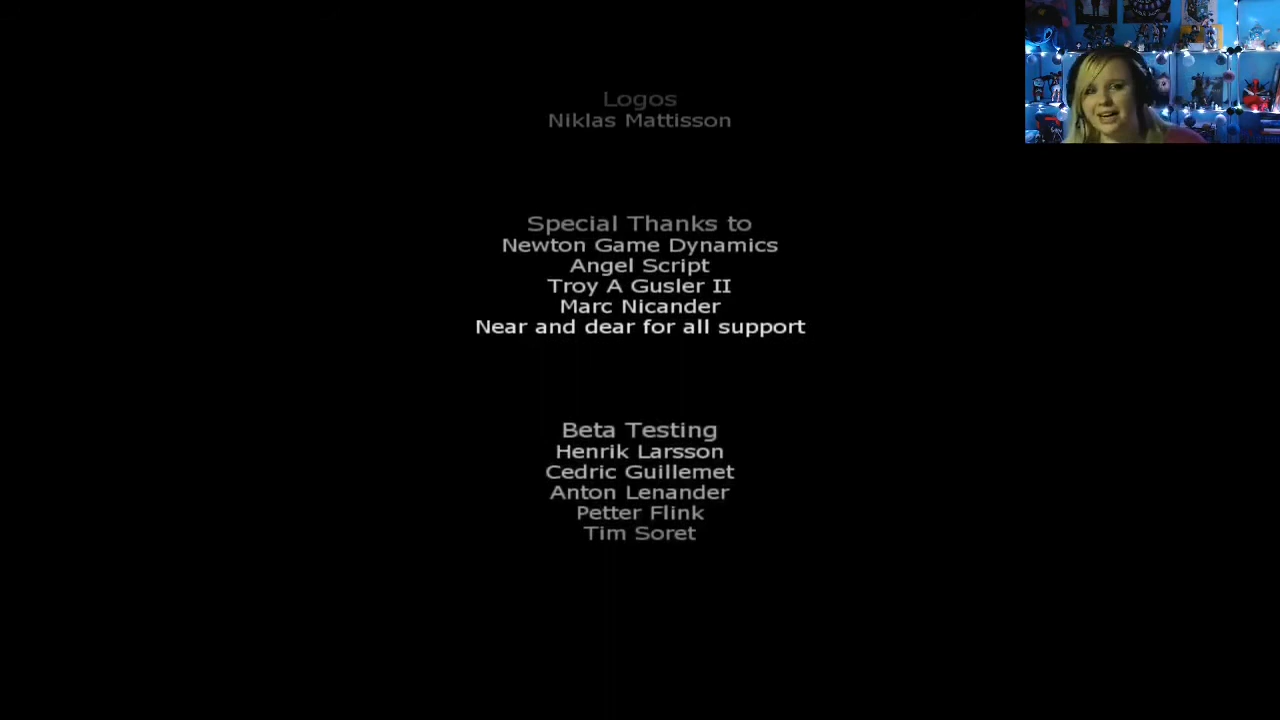 Logos
Niklas Mattisson
Special Thanks to
Newton Game Dynamics
Angel Script
Troy A Gusler II
Marc Nicander
Near and dear for all support
Beta Testing
Henrik Larsson
Cedric Guillemet
Anton Lenander
Petter Flink
Tim Soret